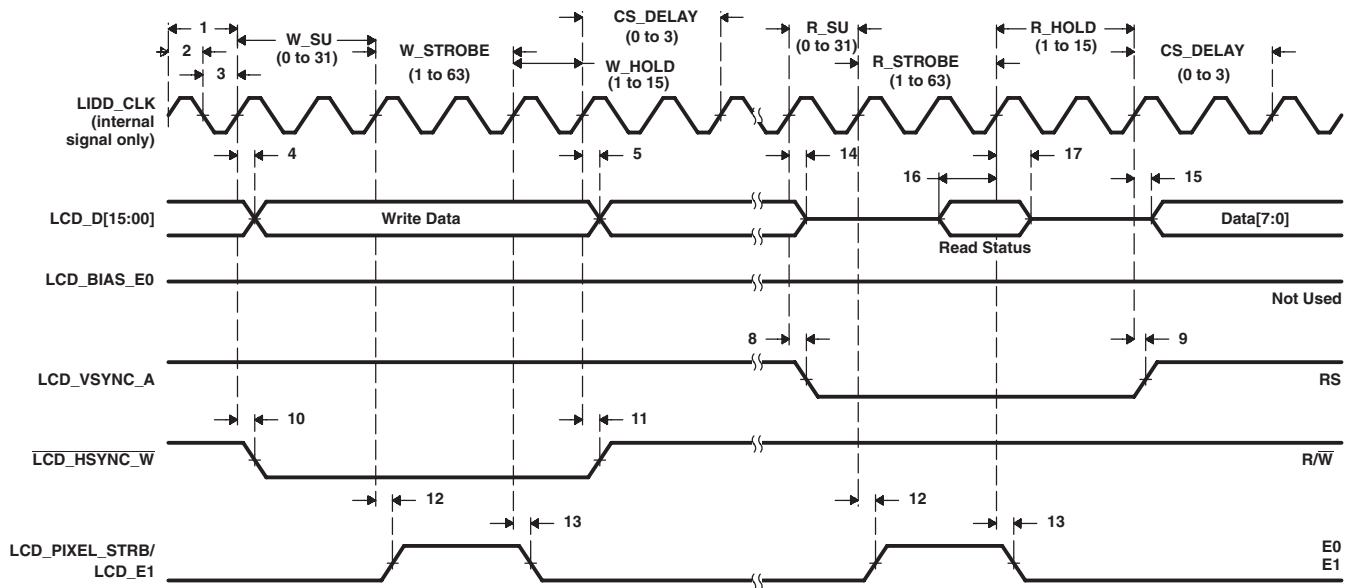 1
2
3
W_SU
(0 to 31)
W_STROBE
(1 to 63)
CS_DELAY
(0 to 3)
W_HOLD
(1 to 15)
R_SU
(0 to 31)
R_STROBE
(1 to 63)
R_HOLD
(1 to 15)
CS_DELAY
(0 to 3)
LIDD_CLK
(internal
signal only)
4
5
14
16
17
15
LCD_D[15:00]
Write Data
Read Status
Data[7:0]
LCD_BIAS_E0
Not Used
8
9
LCD_VSYNC_A
RS
10
11
LCD_HSYNC_W
R/W
12
13
12
13
LCD_PIXEL_STRB/
LCD_E1
E0
E1